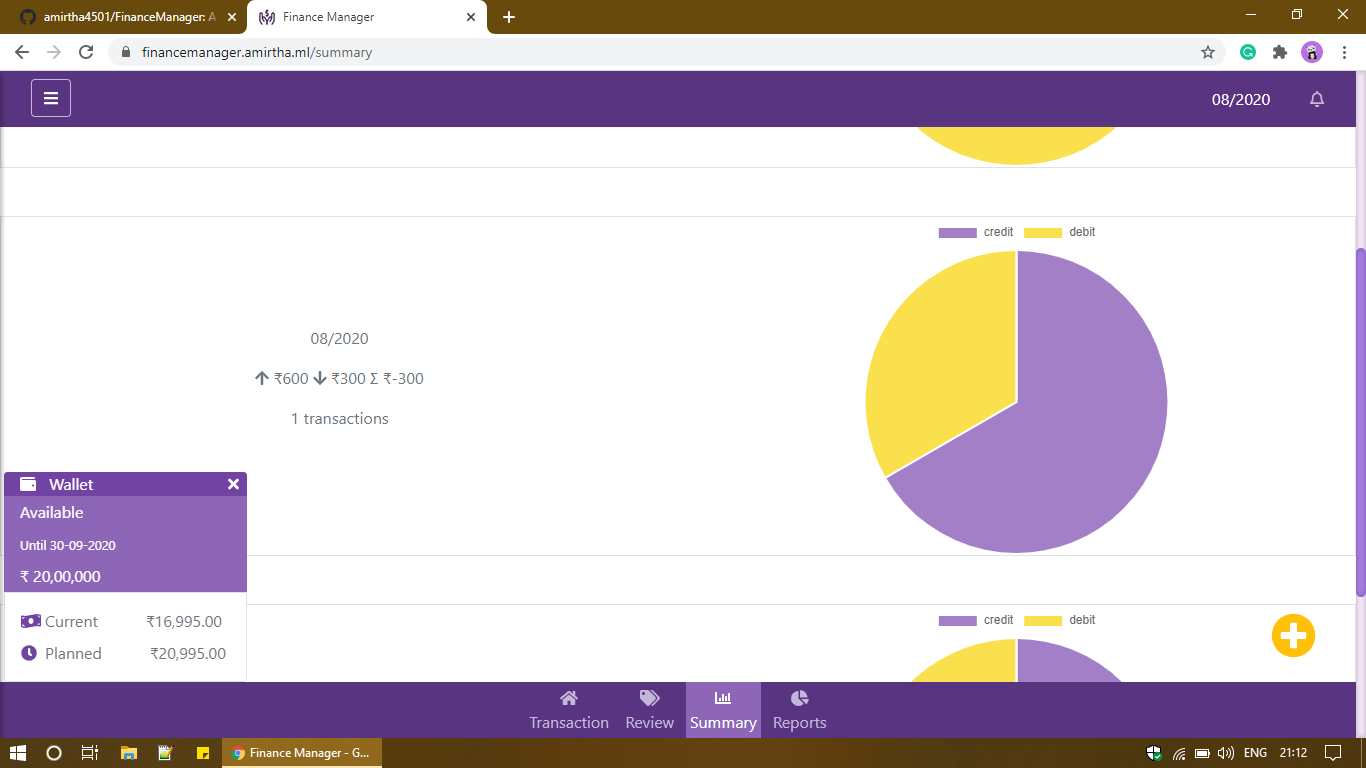 amirtha4501/FinanceManager: A
Finance Manager
financemanager.amirtha.ml/summary
08/2020
credit debit
08/2020
₹600 ₹300 Σ ₹-300
1 transactions
Wallet
Available
Until 30-09-2020
₹ 20,00,000
Current ₹16,995.00
Planned ₹20,995.00
credit debit
Transaction Review Summary Reports
Finance Manager - G...
ENG 21:12